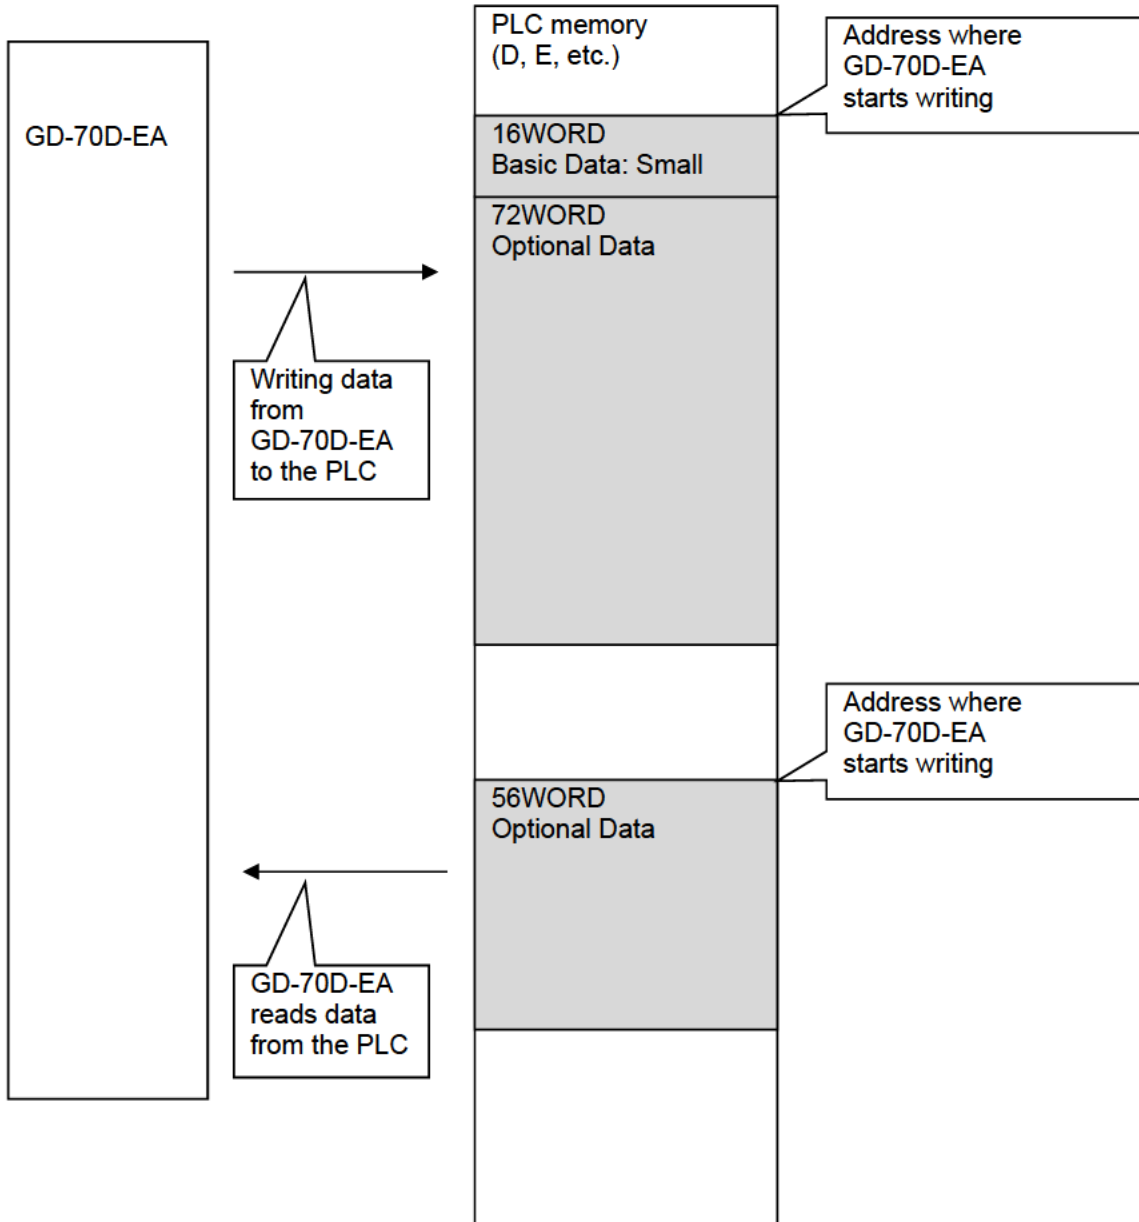 PLC memory
(D, E, etc.)
Address where
GD-70D-EA
starts writing
GD-70D-EA
16WORD
Basic Data: Small
72WORD
Optional Data
Writing data
from
GD-70D-EA
to the PLC
Address where
GD-70D-EA
starts writing
56WORD
Optional Data
GD-70D-EA
reads data
from the PLC